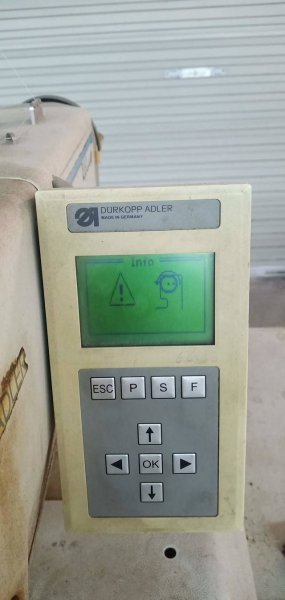 DÜRKOPP ADLER
MADE IN GERMANY
Info
ESC P S F
OK